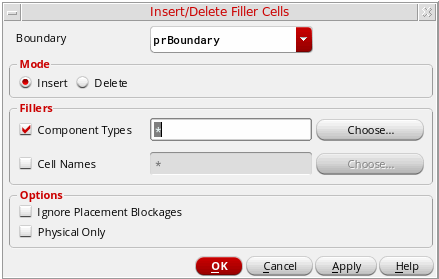 Insert/Delete Filler Cells
Boundary prBoundary
Mode
Insert Delete
Fillers
Component Types * Choose...
Cell Names * Choose...
Options
Ignore Placement Blockages
Physical Only
OK Cancel Apply Help